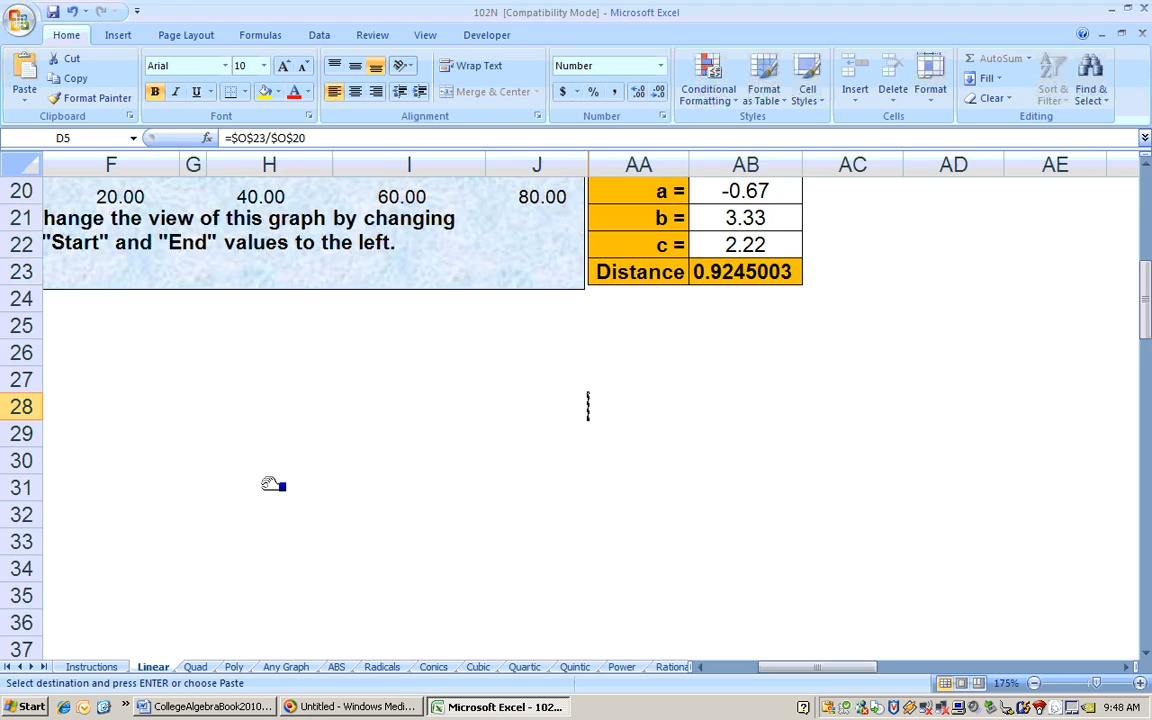 102N [Compatibility Mode] - Microsoft Excel
Home Insert Page Layout Formulas Data Review View Developer
Paste Cut Copy Format Painter Clipboard
Arial 10 A A B I U A Font
Wrap Text Merge & Center Alignment
Number $ % , .0 .00 .00 .0 Number
Conditional Formatting Format as Table Cell Styles Styles
Insert Delete Format Cells
Σ AutoSum Fill Clear Sort & Filter Find & Select Editing
D5 fx =$O$23/$O$20
F G H I J AA AB AC AD AE
20 20.00 40.00 60.00 80.00 a = -0.67
21 hange the view of this graph by changing b = 3.33
22 "Start" and "End" values to the left. c = 2.22
23 Distance 0.9245003
24
25
26
27
28
29
30
31
32
33
34
35
36
37
Instructions Linear Quad Poly Any Graph ABS Radicals Conics Cubic Quartic Quintic Power Rationa
Select destination and press ENTER or choose Paste 175%
Start CollegeAlgebraBook2010... Untitled - Windows Medi... Microsoft Excel - 102... 9:48 AM